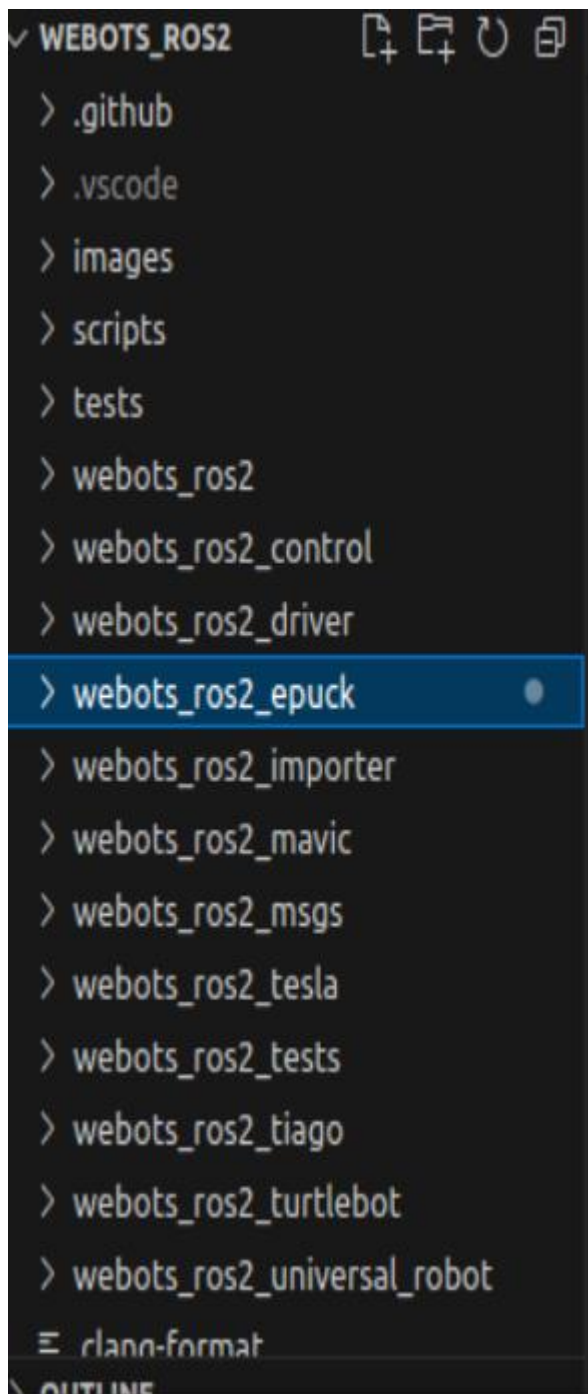 WEBOTS_ROS2
.github
.vscode
images
scripts
tests
webots_ros2
webots_ros2_control
webots_ros2_driver
webots_ros2_epuck
webots_ros2_importer
webots_ros2_mavic
webots_ros2_msgs
webots_ros2_tesla
webots_ros2_tests
webots_ros2_tiago
webots_ros2_turtlebot
webots_ros2_universal_robot
clang-format
OUTLINE